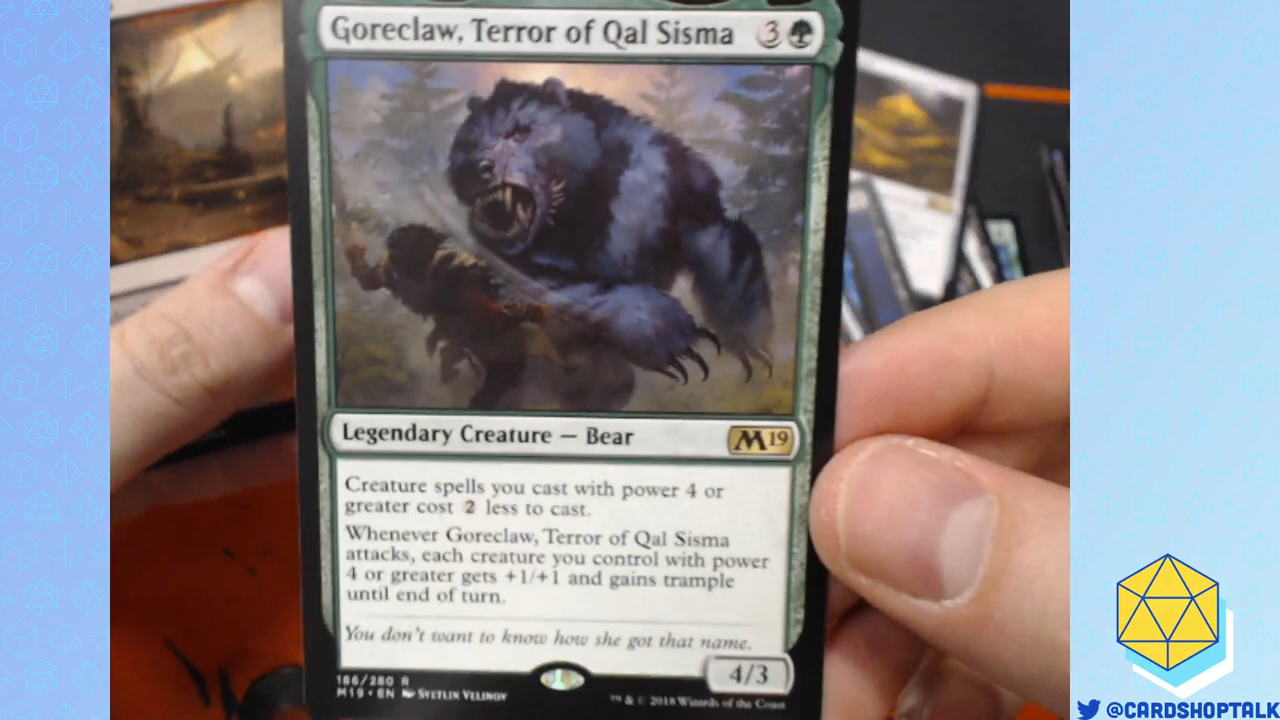 Goreclaw, Terror of Qal Sisma 3
Legendary Creature — Bear M19
Creature spells you cast with power 4 or
greater cost 2 less to cast.
Whenever Goreclaw, Terror of Qal Sisma
attacks, each creature you control with power
4 or greater gets +1/+1 and gains trample
until end of turn.
You don't want to know how she got that name.
4/3
186/280 R
M19 • EN Svetlin Velinov
™ & © 2018 Wizards of the Coast
@CARDSHOPTALK